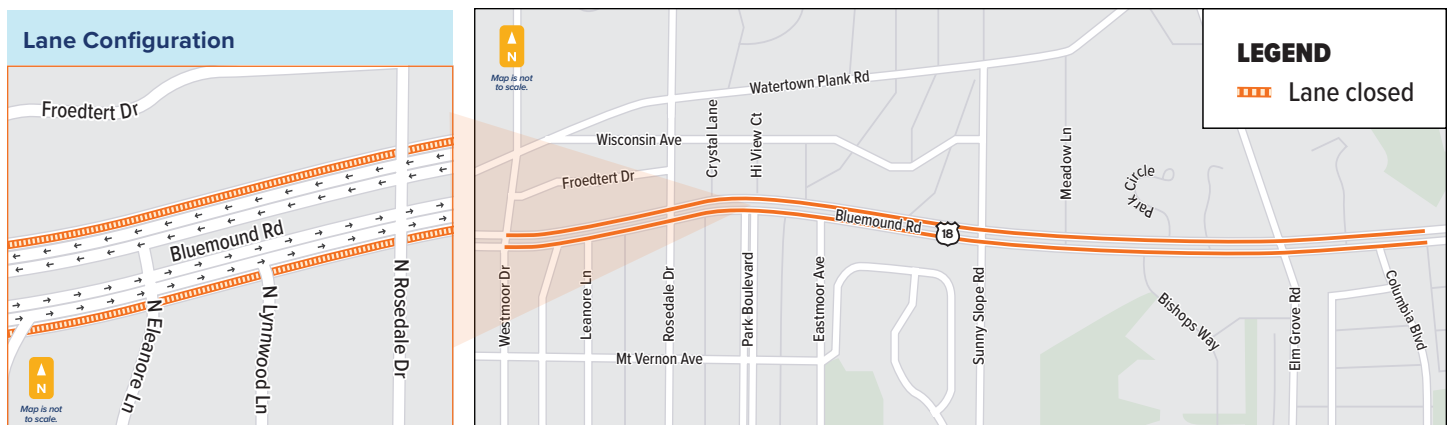 Lane Configuration
Froedtert Dr
Bluemound Rd
N Eleanore Ln
N Lynnwood Ln
N Rosedale Dr
N
Map is not
to scale.
N
Map is not
to scale.
LEGEND
Lane closed
Watertown Plank Rd
Wisconsin Ave
Crystal Lane
Hi View Ct
Froedtert Dr
Meadow Ln
Park Circle
Bluemound Rd
18
Westmoor Dr
Leanore Ln
Rosedale Dr
Park Boulevard
Eastmoor Ave
Sunny Slope Rd
Bishops Way
Elm Grove Rd
Columbia Blvd
Mt Vernon Ave